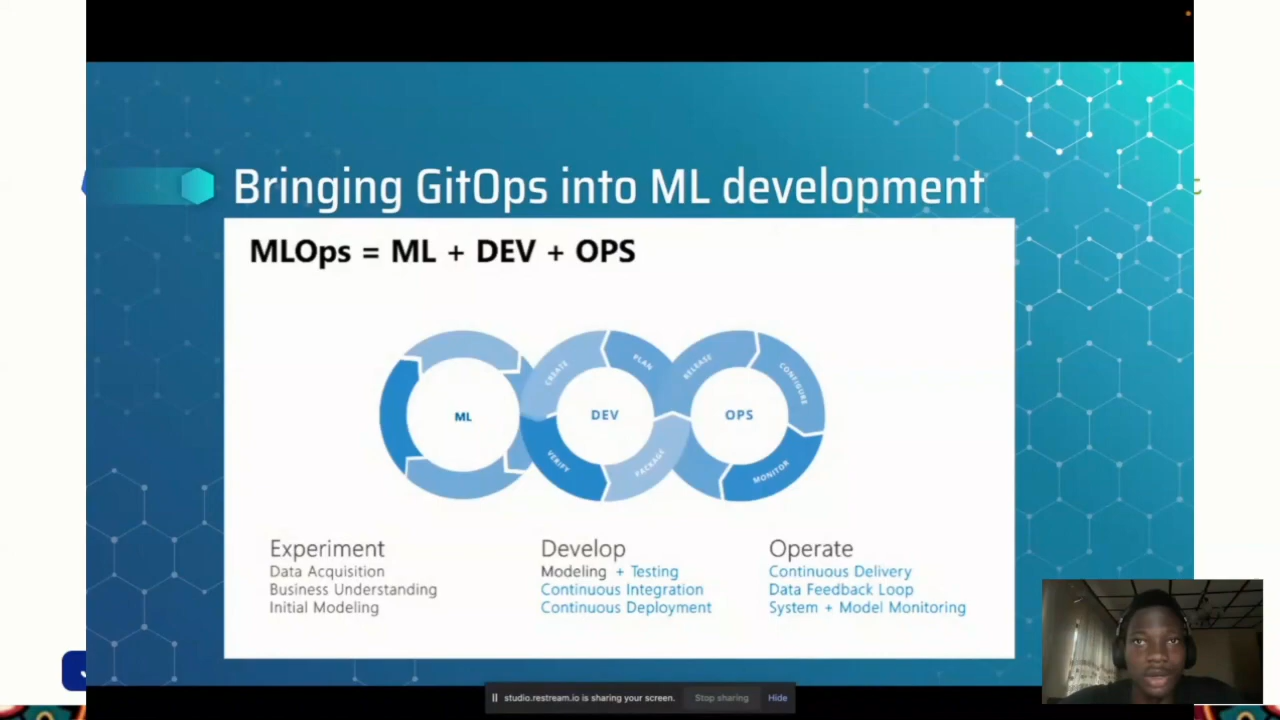 Bringing GitOps into ML development
MLOps = ML + DEV + OPS
ML
DEV
OPS
CREATE
PLAN
VERIFY
PACKAGE
RELEASE
CONFIGURE
MONITOR
Experiment
Data Acquisition
Business Understanding
Initial Modeling
Develop
Modeling + Testing
Continuous Integration
Continuous Deployment
Operate
Continuous Delivery
Data Feedback Loop
System + Model Monitoring
studio.restream.io is sharing your screen.
Stop sharing
Hide